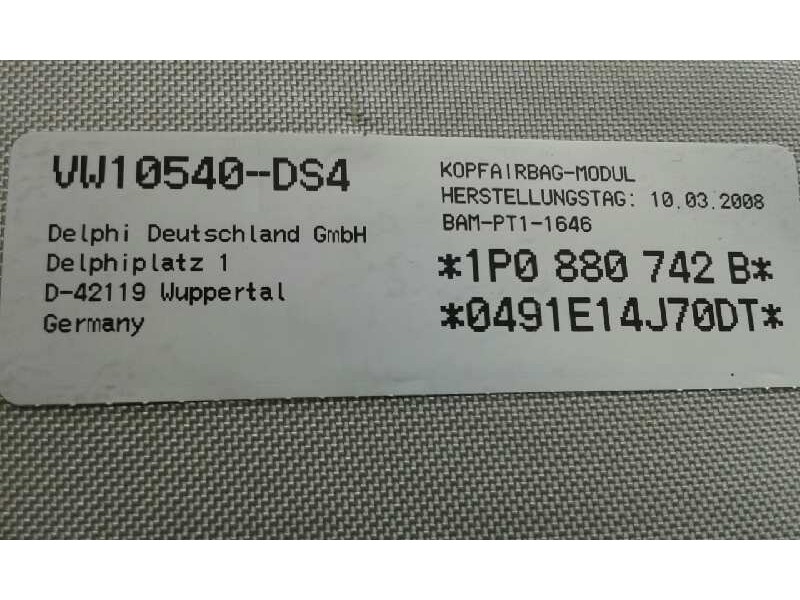 VW10540-DS4
Delphi Deutschland GmbH
Delphiplatz 1
D-42119 Wuppertal
Germany
KOPFAIRBAG-MODUL
HERSTELLUNGSTAG: 10.03.2008
BAM-PT1-1646
*1P0 880 742 B*
*0491E14J70DT*